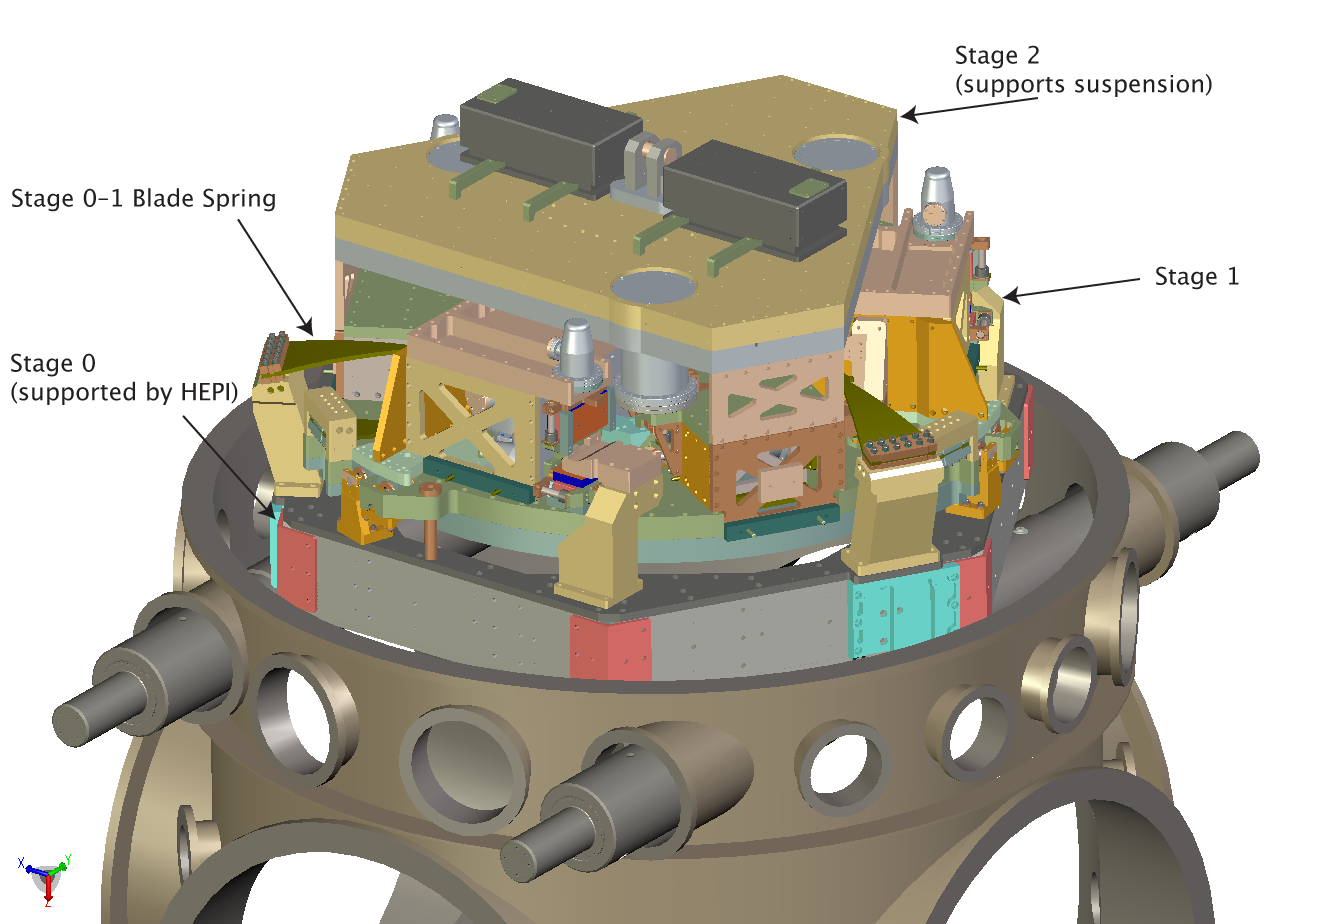 Stage 2
(supports suspension)
Stage 0-1 Blade Spring
Stage 1
Stage 0
(supported by HEPI)
X
Y
Z